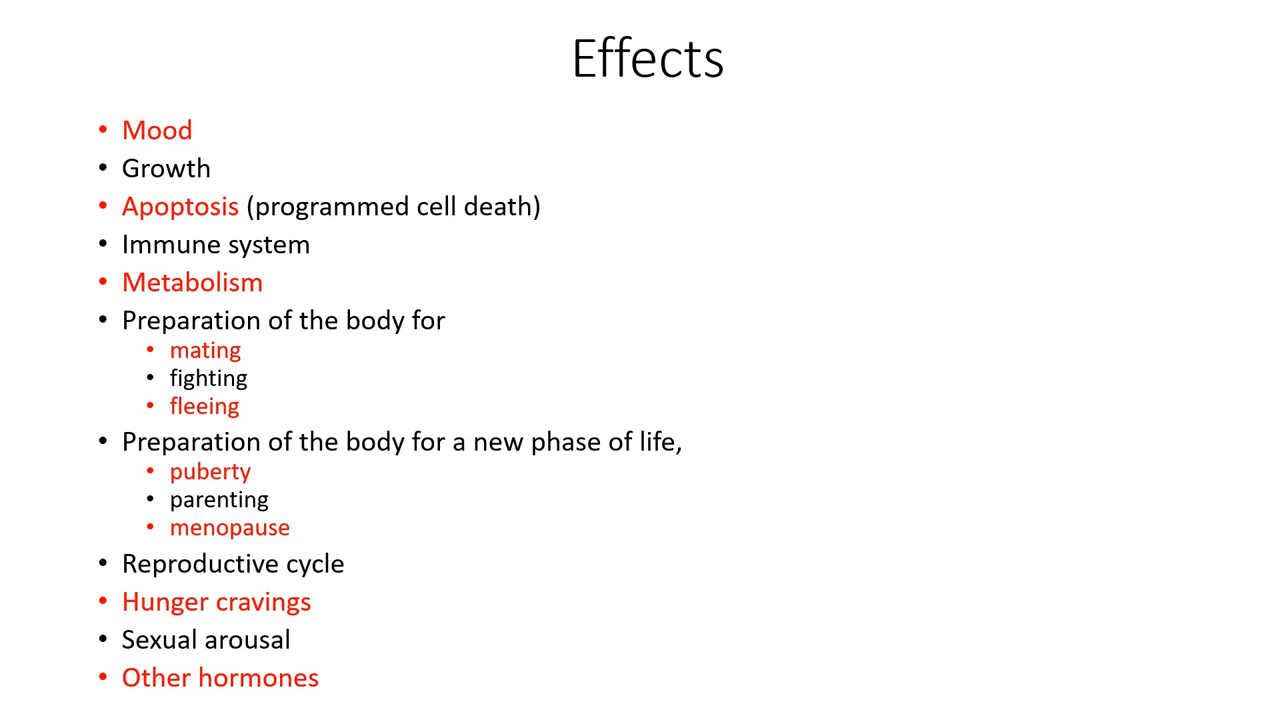 Effects
• Mood
• Growth
• Apoptosis (programmed cell death)
• Immune system
• Metabolism
• Preparation of the body for
• mating
• fighting
• fleeing
• Preparation of the body for a new phase of life,
• puberty
• parenting
• menopause
• Reproductive cycle
• Hunger cravings
• Sexual arousal
• Other hormones